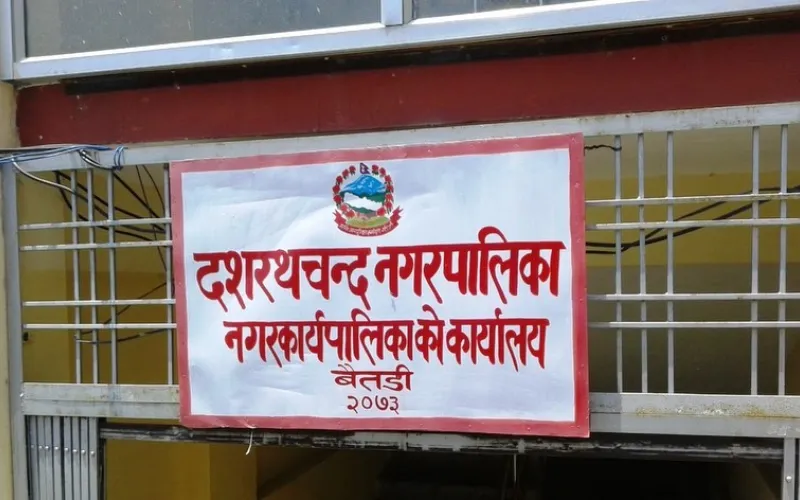 दशरथचन्द नगरपालिका
नगरकार्यपालिका को कार्यालय
बैतडी
२०७३